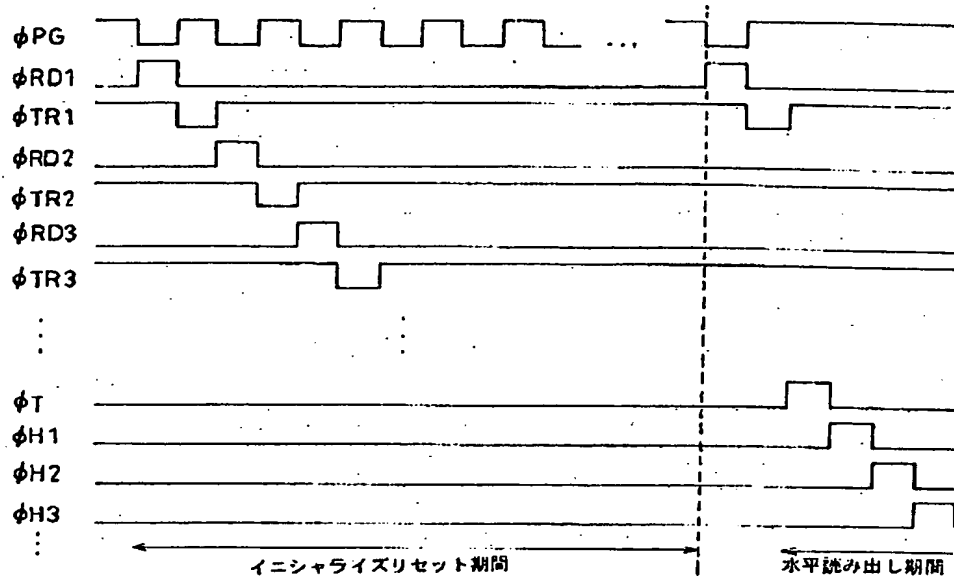 φPG
...
φRD1
φTR1
φRD2
φTR2
φRD3
φTR3
φT
φH1
φH2
φH3
イニシャライズリセット期間
水平読み出し期間